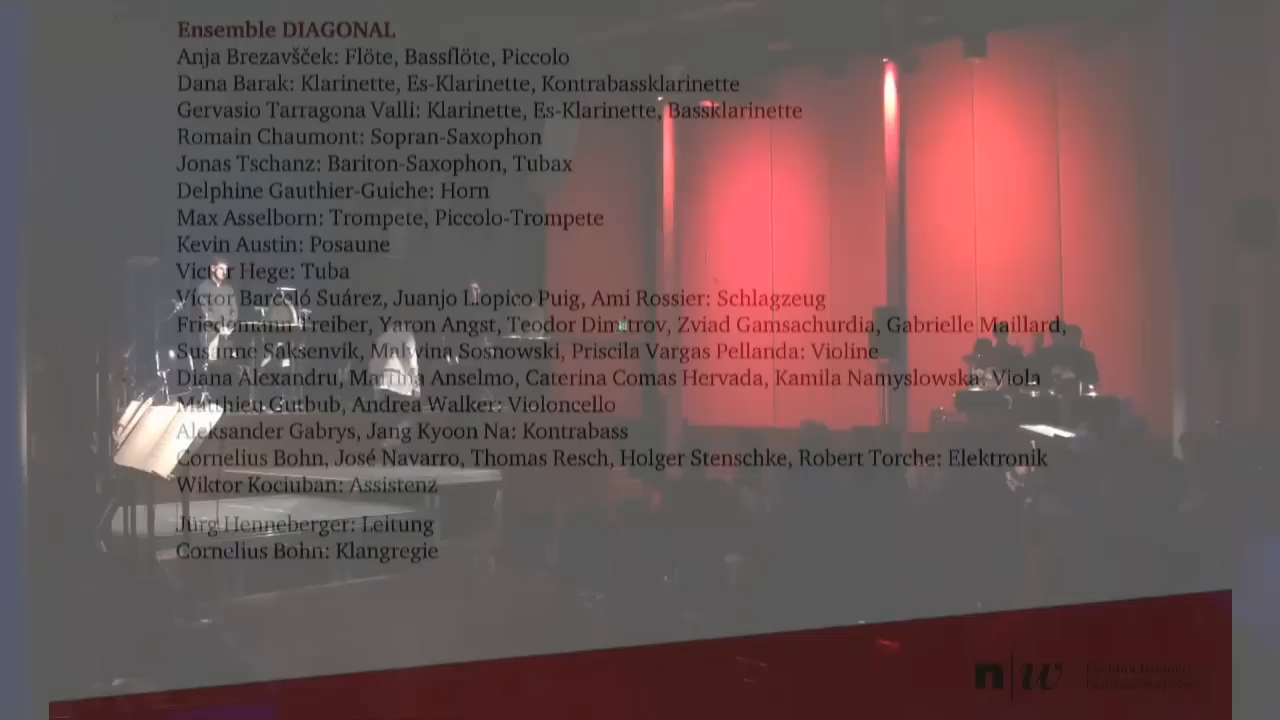 Ensemble DIAGONAL
Anja Brezavšček: Flöte, Bassflöte, Piccolo
Dana Barak: Klarinette, Es-Klarinette, Kontrabassklarinette
Gervasio Tarragona Valli: Klarinette, Es-Klarinette, Bassklarinette
Romain Chaumont: Sopran-Saxophon
Jonas Tschanz: Bariton-Saxophon, Tubax
Delphine Gauthier-Guiche: Horn
Max Asselborn: Trompete, Piccolo-Trompete
Kevin Austin: Posaune
Victor Hege: Tuba
Víctor Barceló Suárez, Juanjo Llopico Puig, Ami Rossier: Schlagzeug
Friedemann Treiber, Yaron Angst, Teodor Dimitrov, Zviad Gamsachurdia, Gabrielle Maillard,
Susanne Saksenvik, Malwina Sosnowski, Priscila Vargas Pellanda: Violine
Diana Alexandru, Martina Anselmo, Caterina Comas Hervada, Kamila Namyslowska: Viola
Matthieu Gutbub, Andrea Walker: Violoncello
Aleksander Gabrys, Jang Kyoon Na: Kontrabass
Cornelius Bohn, José Navarro, Thomas Resch, Holger Stenschke, Robert Torche: Elektronik
Wiktor Kociuban: Assistenz
Jürg Henneberger: Leitung
Cornelius Bohn: Klangregie
n w